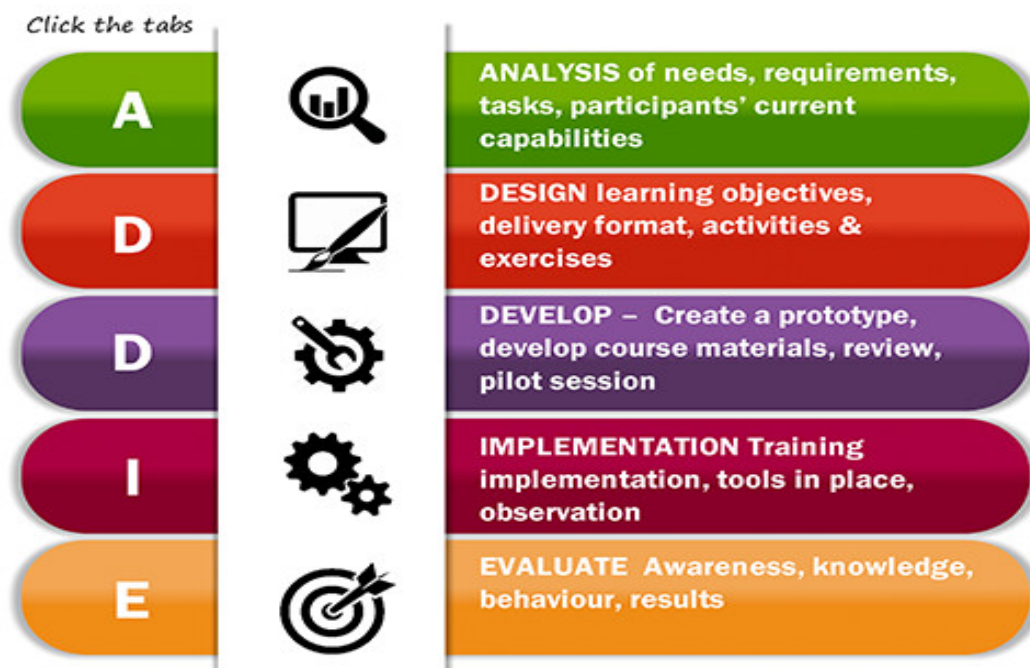 Click the tabs
A
ANALYSIS of needs, requirements,
tasks, participants’ current
capabilities
D
DESIGN learning objectives,
delivery format, activities &
exercises
D
DEVELOP – Create a prototype,
develop course materials, review,
pilot session
I
IMPLEMENTATION Training
implementation, tools in place,
observation
E
EVALUATE Awareness, knowledge,
behaviour, results